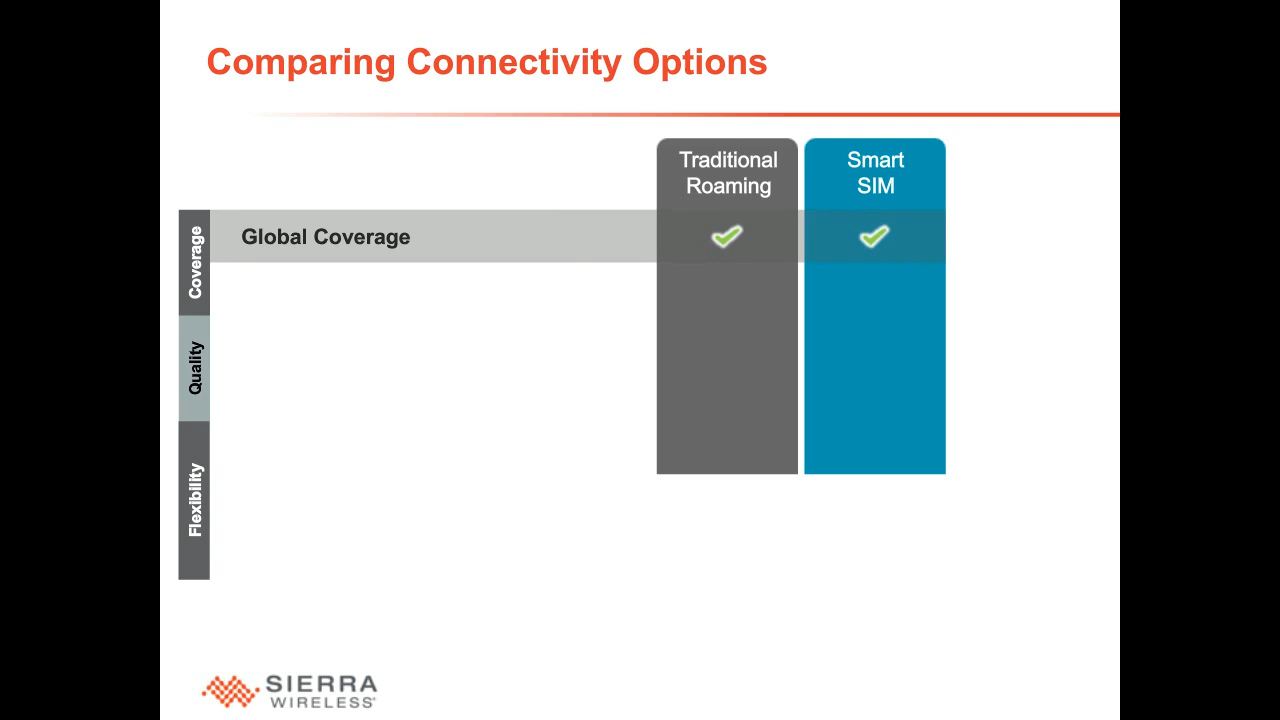 Comparing Connectivity Options
Traditional
Roaming
Smart
SIM
Coverage
Global Coverage
Quality
Flexibility
SIERRA
WIRELESS